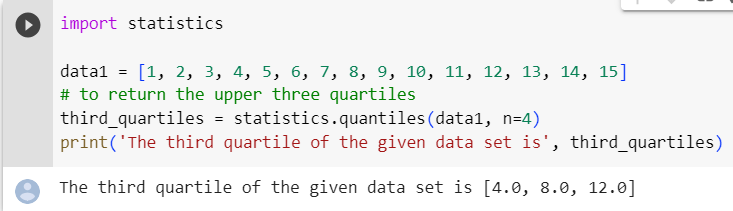 import statistics
data1 = [1, 2, 3, 4, 5, 6, 7, 8, 9, 10, 11, 12, 13, 14, 15]
# to return the upper three quartiles
third_quartiles = statistics.quantiles(data1, n=4)
print('The third quartile of the given data set is', third_quartiles)
The third quartile of the given data set is [4.0, 8.0, 12.0]